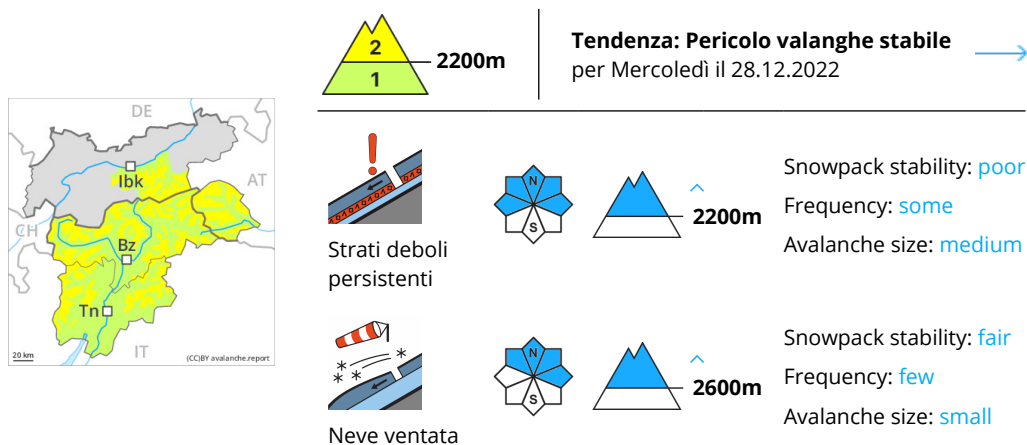 2
1
2200m
Tendenza: Pericolo valanghe stabile
per Mercoledì il 28.12.2022
DE
Ibk
AT
CH
Bz
Tn
IT
20 km
(CC)BY avalanche.report
Strati deboli
persistenti
N
S
2200m
Snowpack stability: poor
Frequency: some
Avalanche size: medium
Neve ventata
N
S
2600m
Snowpack stability: fair
Frequency: few
Avalanche size: small